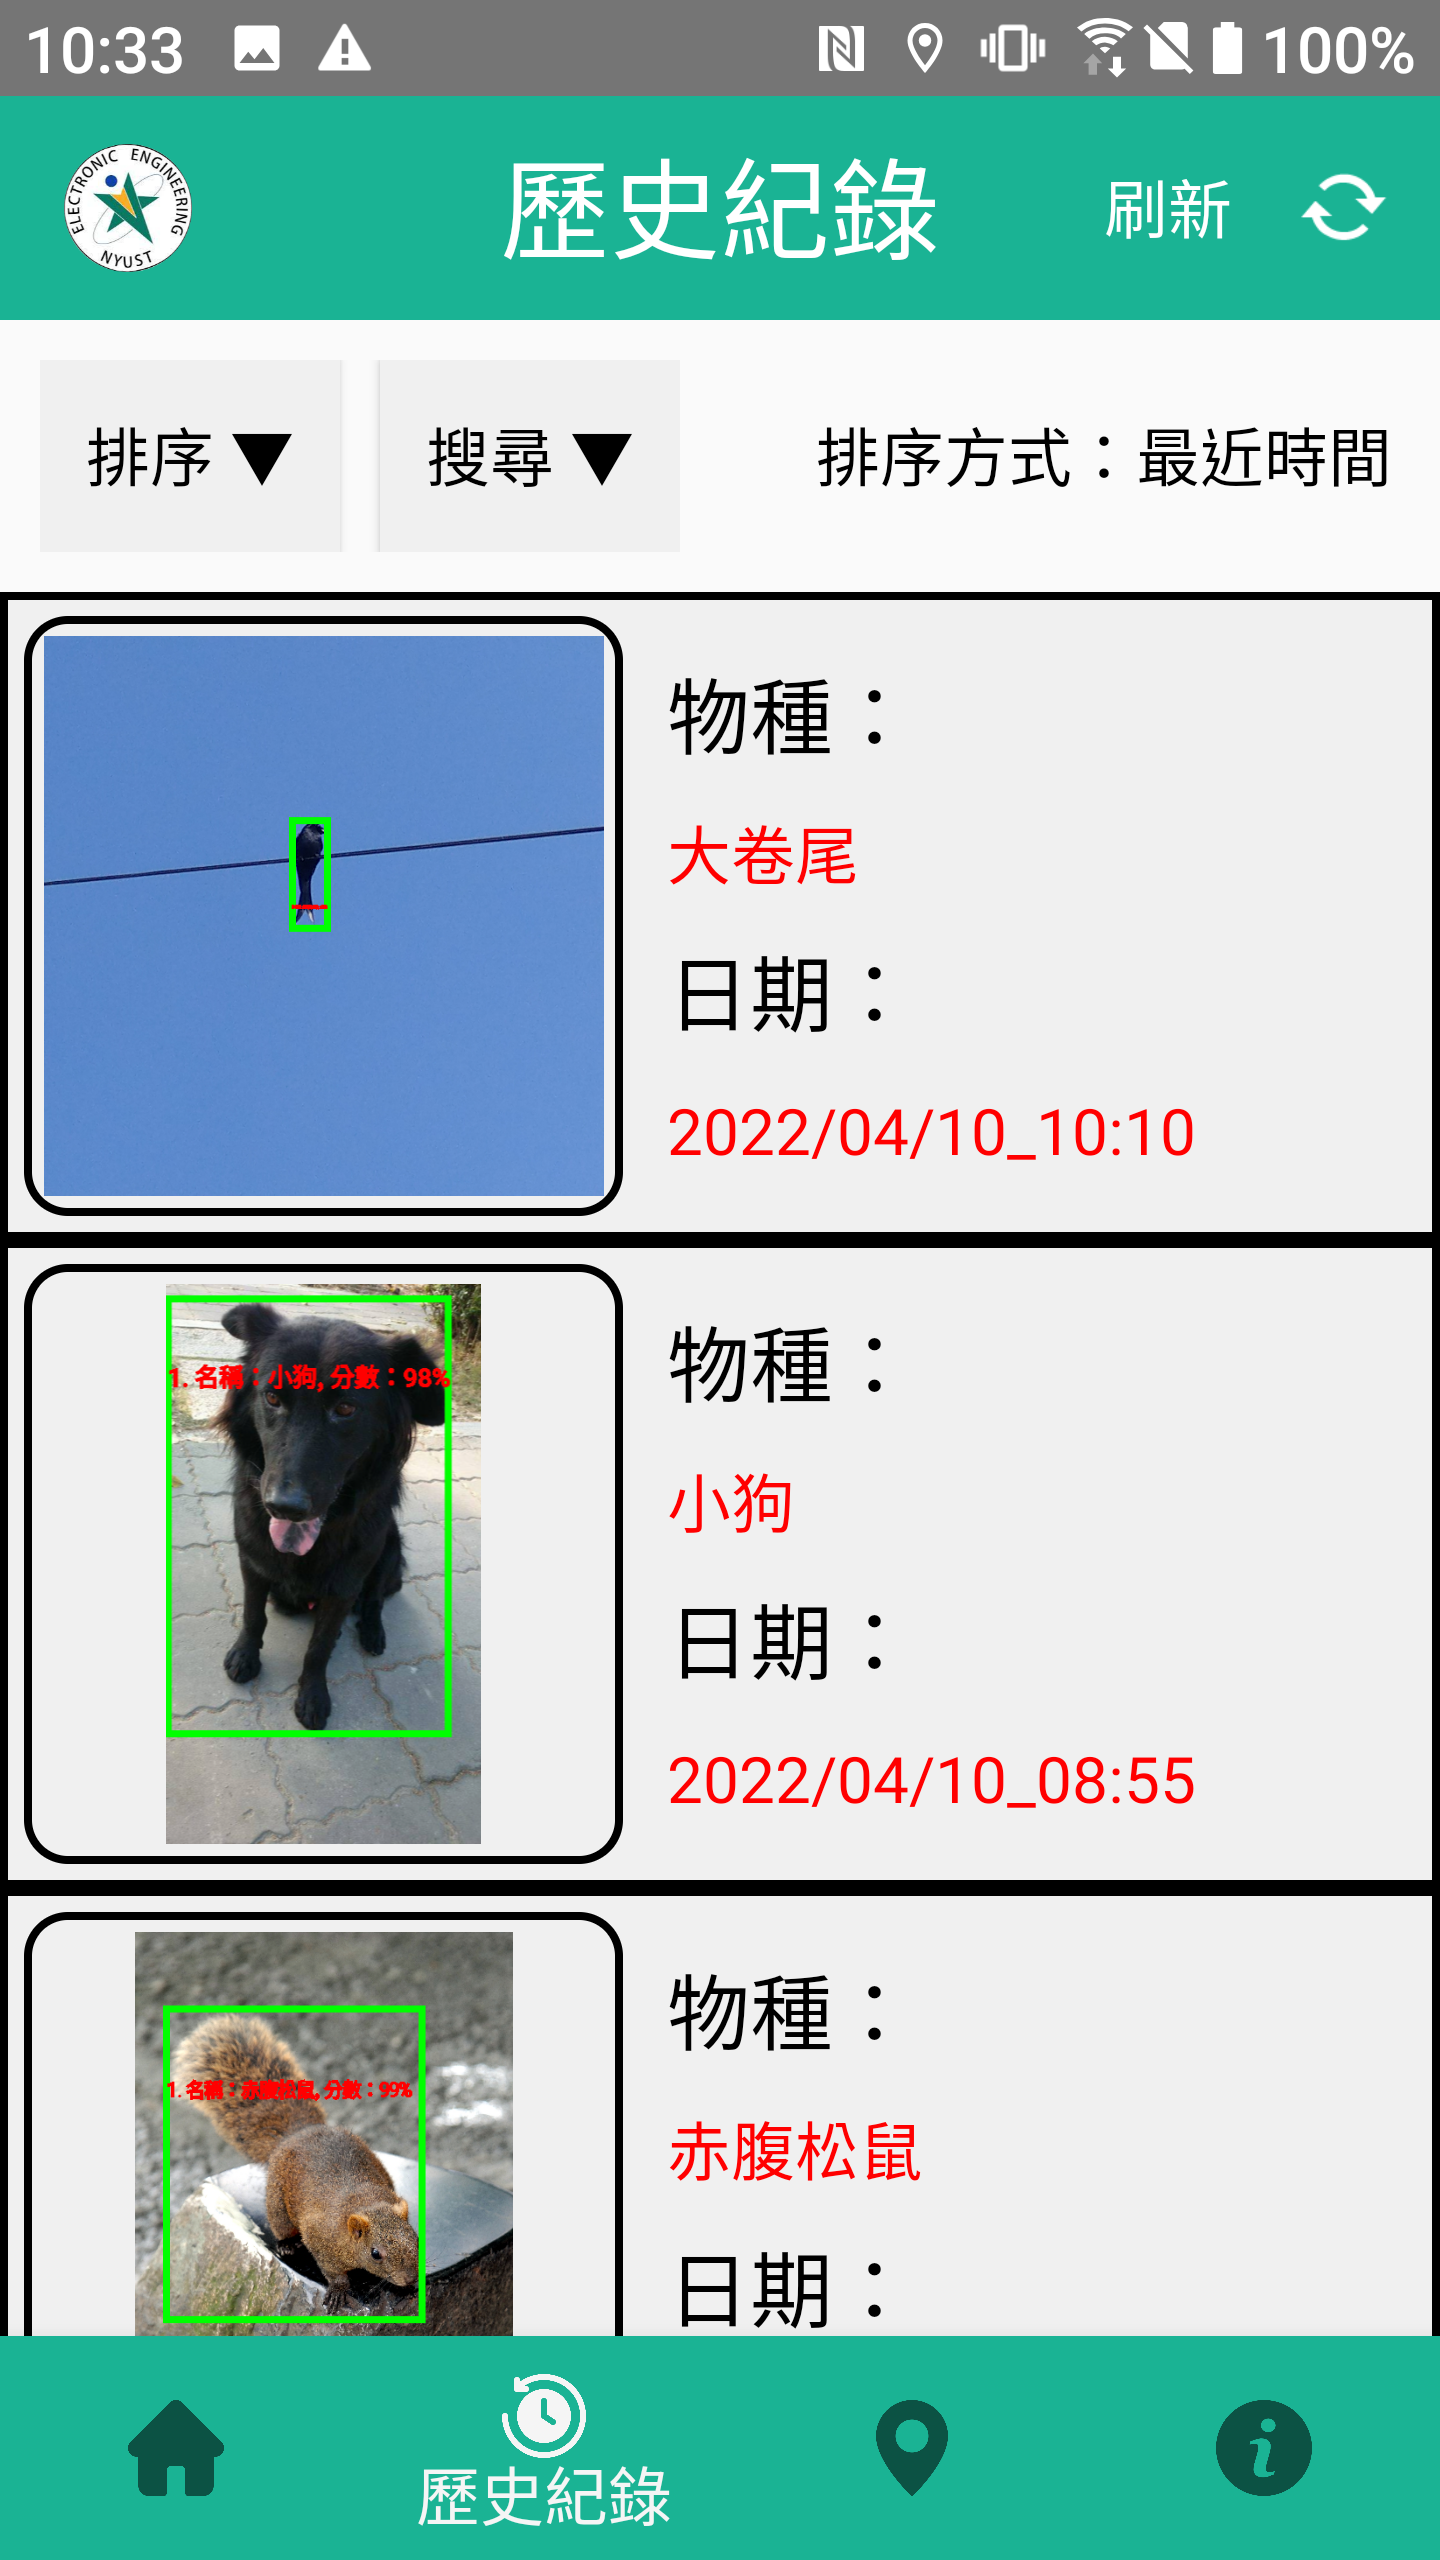 10:33 100%
ELECTRONIC ENGINEERING
NYUST
歷史紀錄
刷新
排序 ▼
搜尋 ▼
排序方式：最近時間
物種：
大卷尾
日期：
2022/04/10_10:10
1. 名稱：小狗, 分數：98%
物種：
小狗
日期：
2022/04/10_08:55
1. 名稱：赤腹松鼠, 分數：99%
物種：
赤腹松鼠
日期：
歷史紀錄